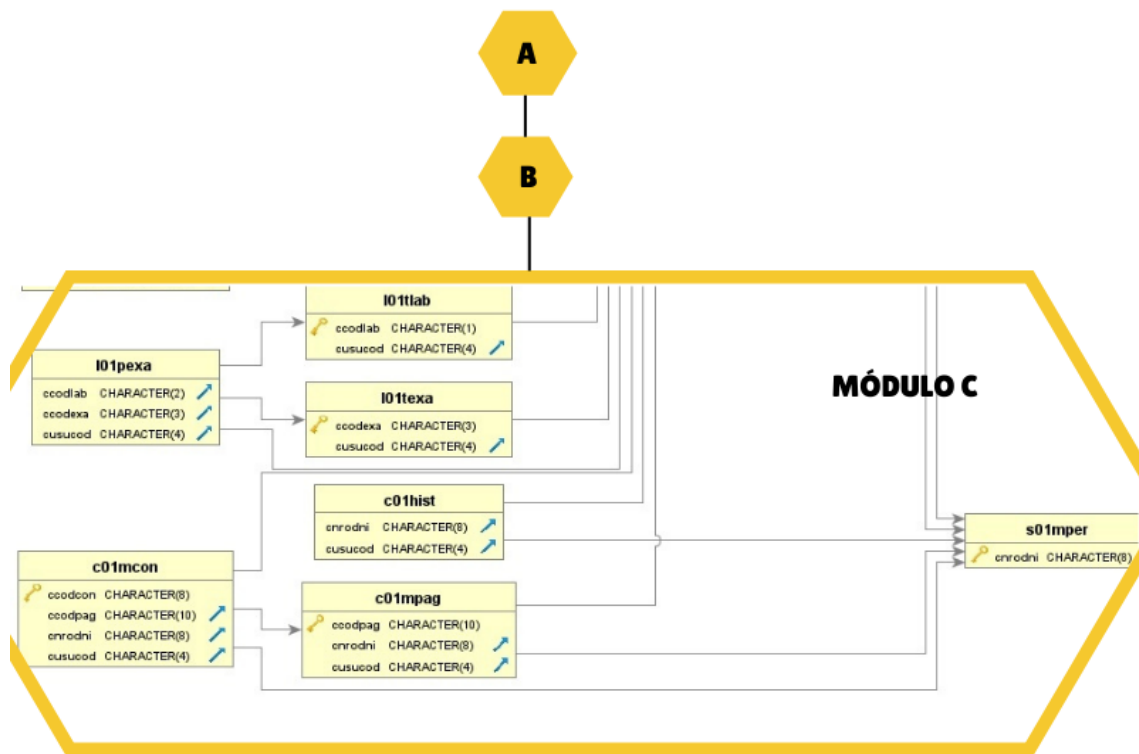 A
B
MÓDULO C
l01tlab
ccodlab CHARACTER(1)
cusucod CHARACTER(4)
l01pexa
ccodlab CHARACTER(2)
ccodexa CHARACTER(3)
cusucod CHARACTER(4)
l01texa
ccodexa CHARACTER(3)
cusucod CHARACTER(4)
c01hist
cnrodni CHARACTER(8)
cusucod CHARACTER(4)
s01mper
cnrodni CHARACTER(8)
c01mcon
ccodcon CHARACTER(8)
ccodpag CHARACTER(10)
cnrodni CHARACTER(8)
cusucod CHARACTER(4)
c01mpag
ccodpag CHARACTER(10)
cnrodni CHARACTER(8)
cusucod CHARACTER(4)